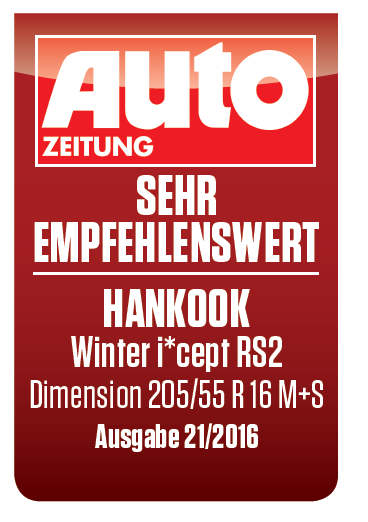 Auto
ZEITUNG
SEHR
EMPFEHLENSWERT
HANKOOK
Winter i*cept RS2
Dimension 205/55 R 16 M+S
Ausgabe 21/2016